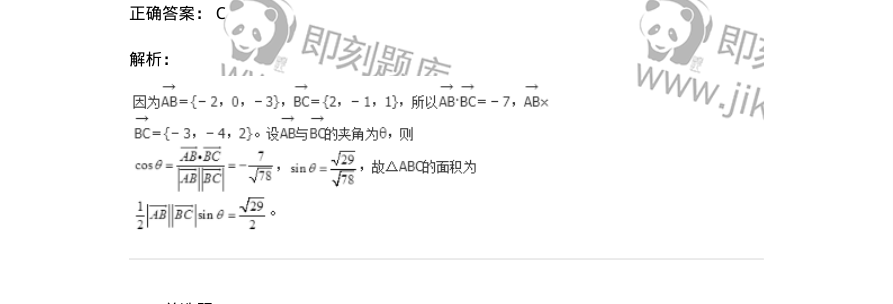 正确答案： C
解析：
即刻题库
即刻
www.jik
因为AB={-2，0，-3}，BC={2，-1，1}，所以AB·BC=-7，AB×
BC={-3，-4，2}。设AB与BC的夹角为θ，则
cosθ=AB•BC/|AB||BC|=-7/√78，sinθ=√29/√78，故△ABC的面积为
1/2|AB||BC|sinθ=√29/2。